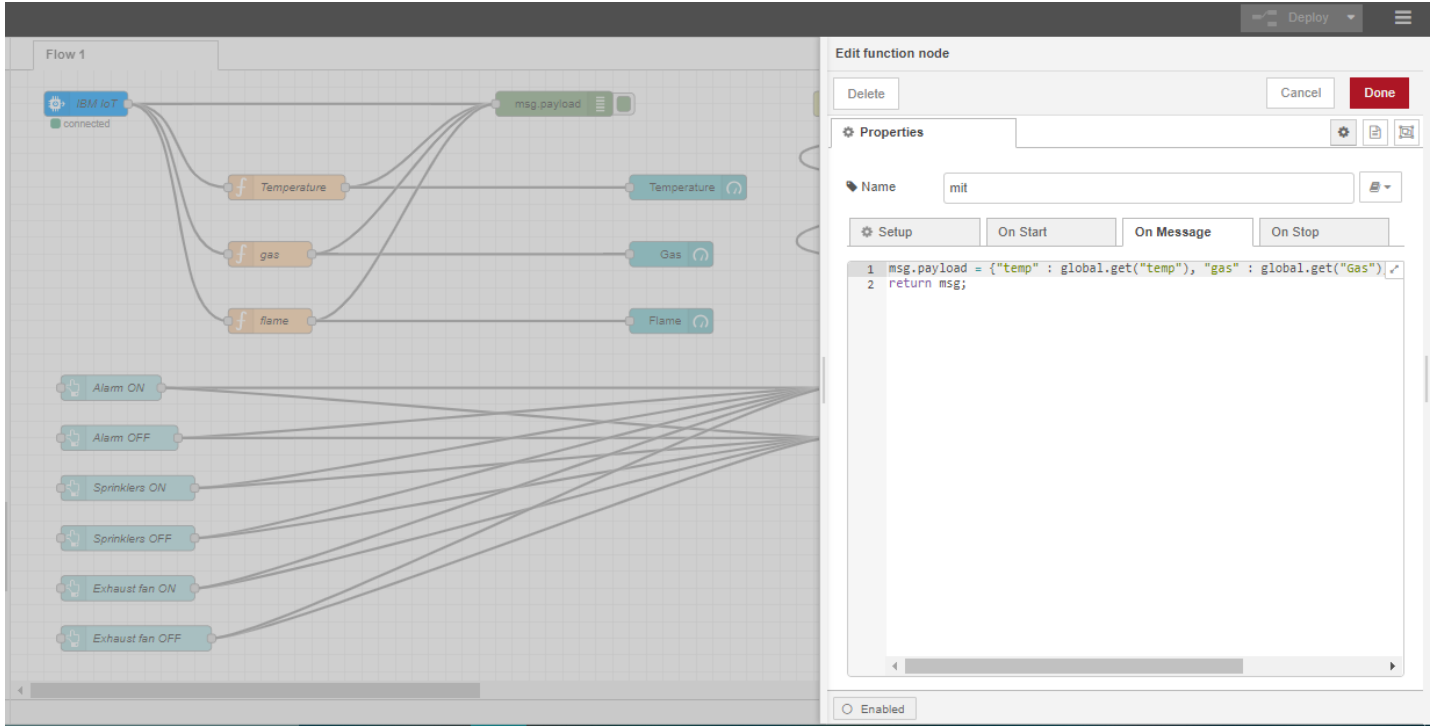 Deploy
Flow 1
IBM IoT
connected
msg.payload
Temperature
Temperature
gas
Gas
flame
Flame
Alarm ON
Alarm OFF
Sprinklers ON
Sprinklers OFF
Exhaust fan ON
Exhaust fan OFF
Edit function node
Delete
Cancel
Done
Properties
Name
mit
Setup
On Start
On Message
On Stop
1 msg.payload = {"temp" : global.get("temp"), "gas" : global.get("Gas")
2 return msg;
Enabled